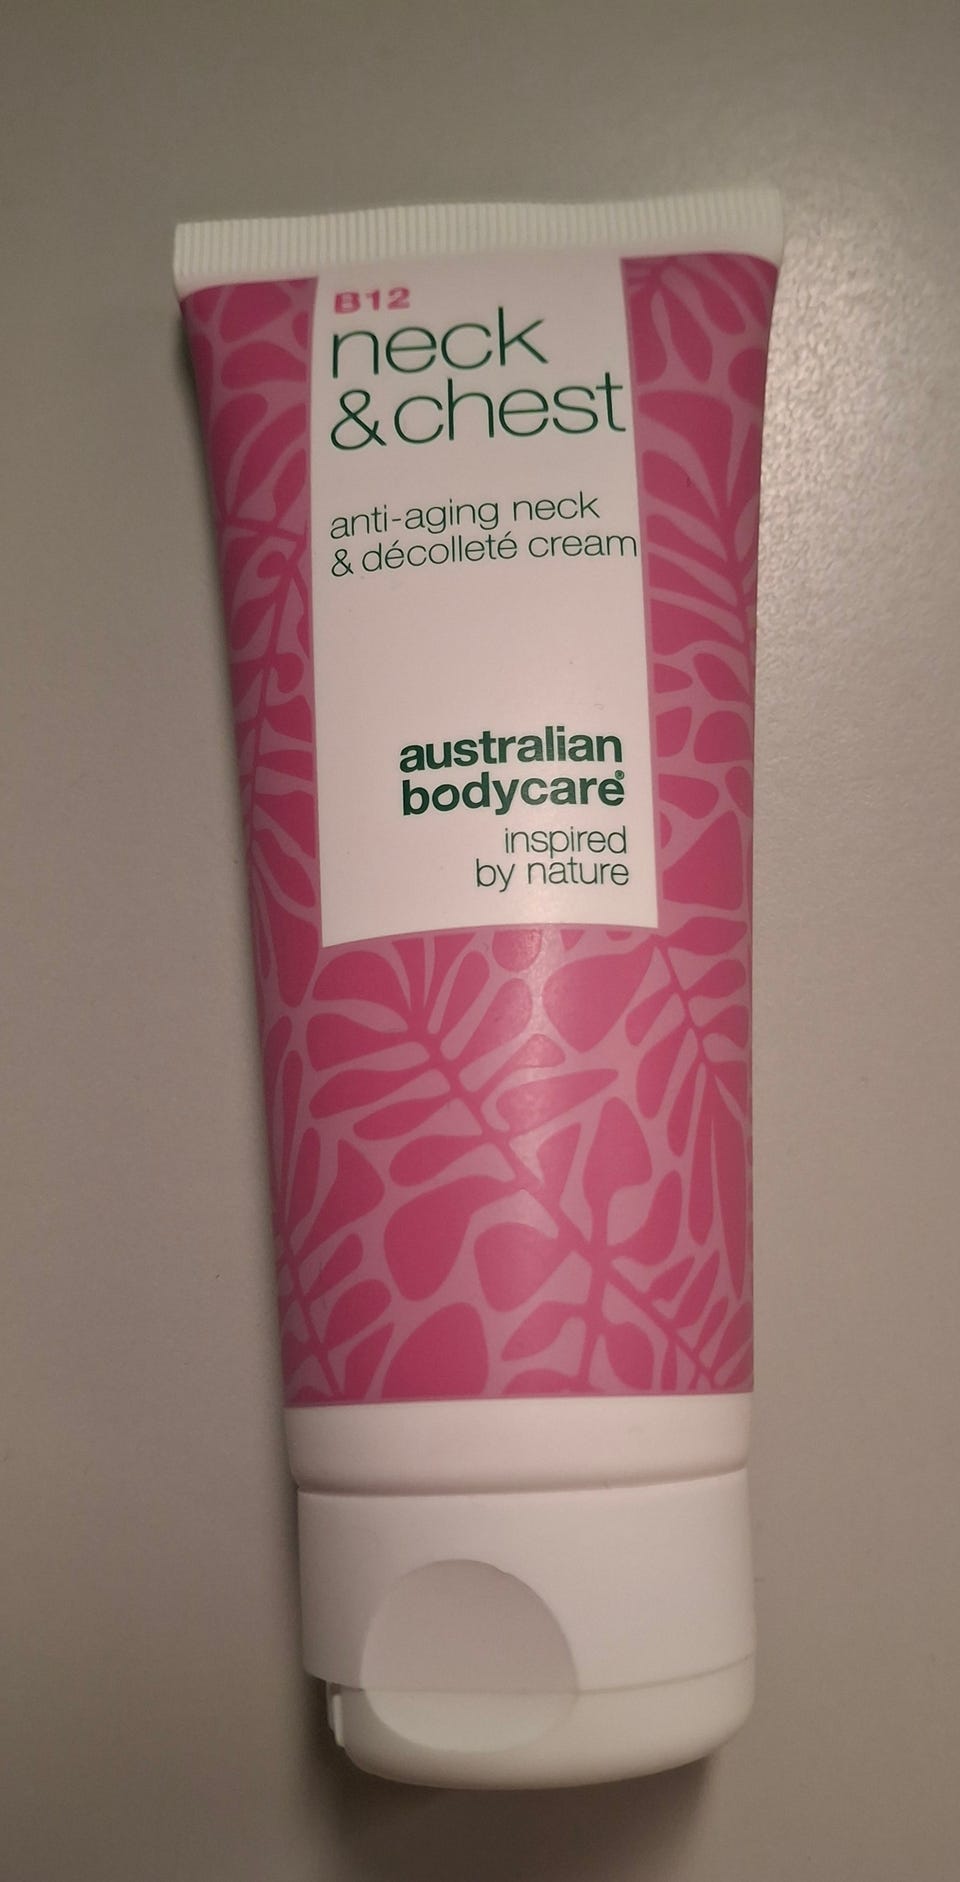 B12
neck
& chest
anti-aging neck
& décolleté cream
australian
bodycare®
inspired
by nature